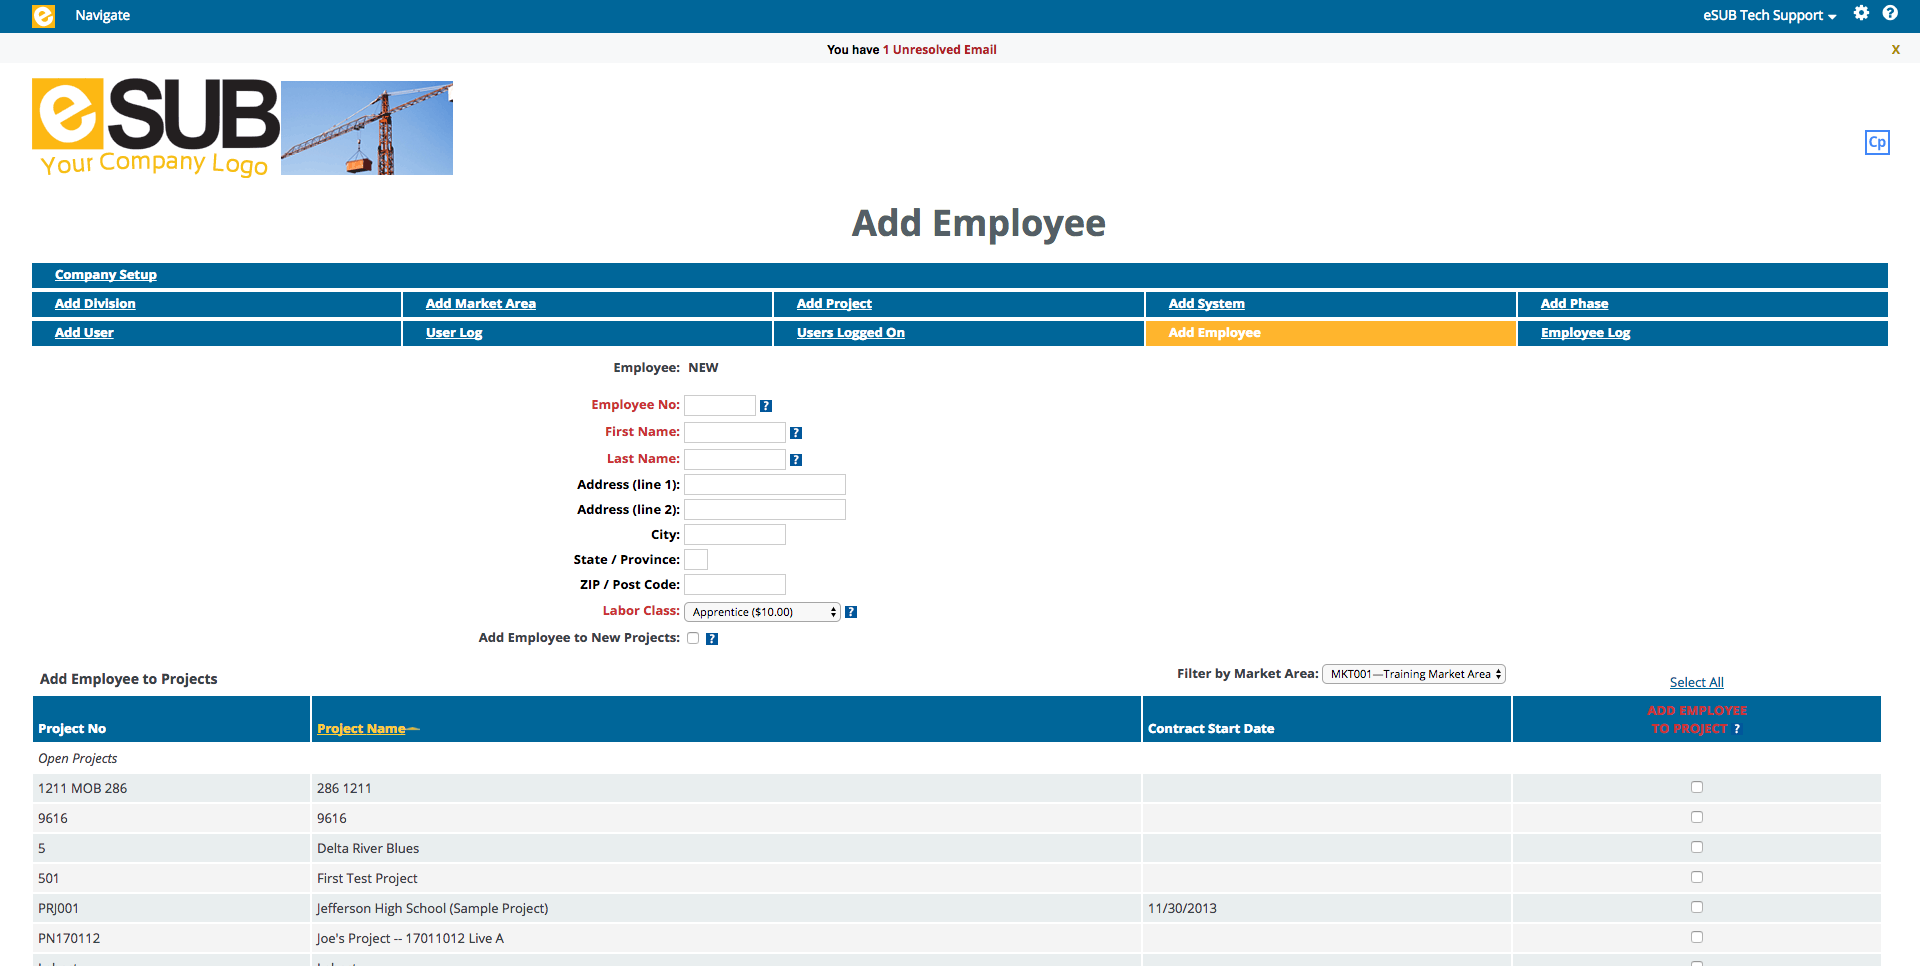 e Navigate eSUB Tech Support ?
You have 1 Unresolved Email X
eSUB
Your Company Logo
Cp
Add Employee
Company Setup
Add Division Add Market Area Add Project Add System Add Phase
Add User User Log Users Logged On Add Employee Employee Log
Employee: NEW
Employee No: ?
First Name: ?
Last Name: ?
Address (line 1):
Address (line 2):
City:
State / Province:
ZIP / Post Code:
Labor Class: Apprentice ($10.00) ?
Add Employee to New Projects: ?
Add Employee to Projects Filter by Market Area: MKT001—Training Market Area Select All
Project No Project Name Contract Start Date ADD EMPLOYEE
TO PROJECT ?
Open Projects
1211 MOB 286 286 1211
9616 9616
5 Delta River Blues
501 First Test Project
PRJ001 Jefferson High School (Sample Project) 11/30/2013
PN170112 Joe's Project -- 17011012 Live A